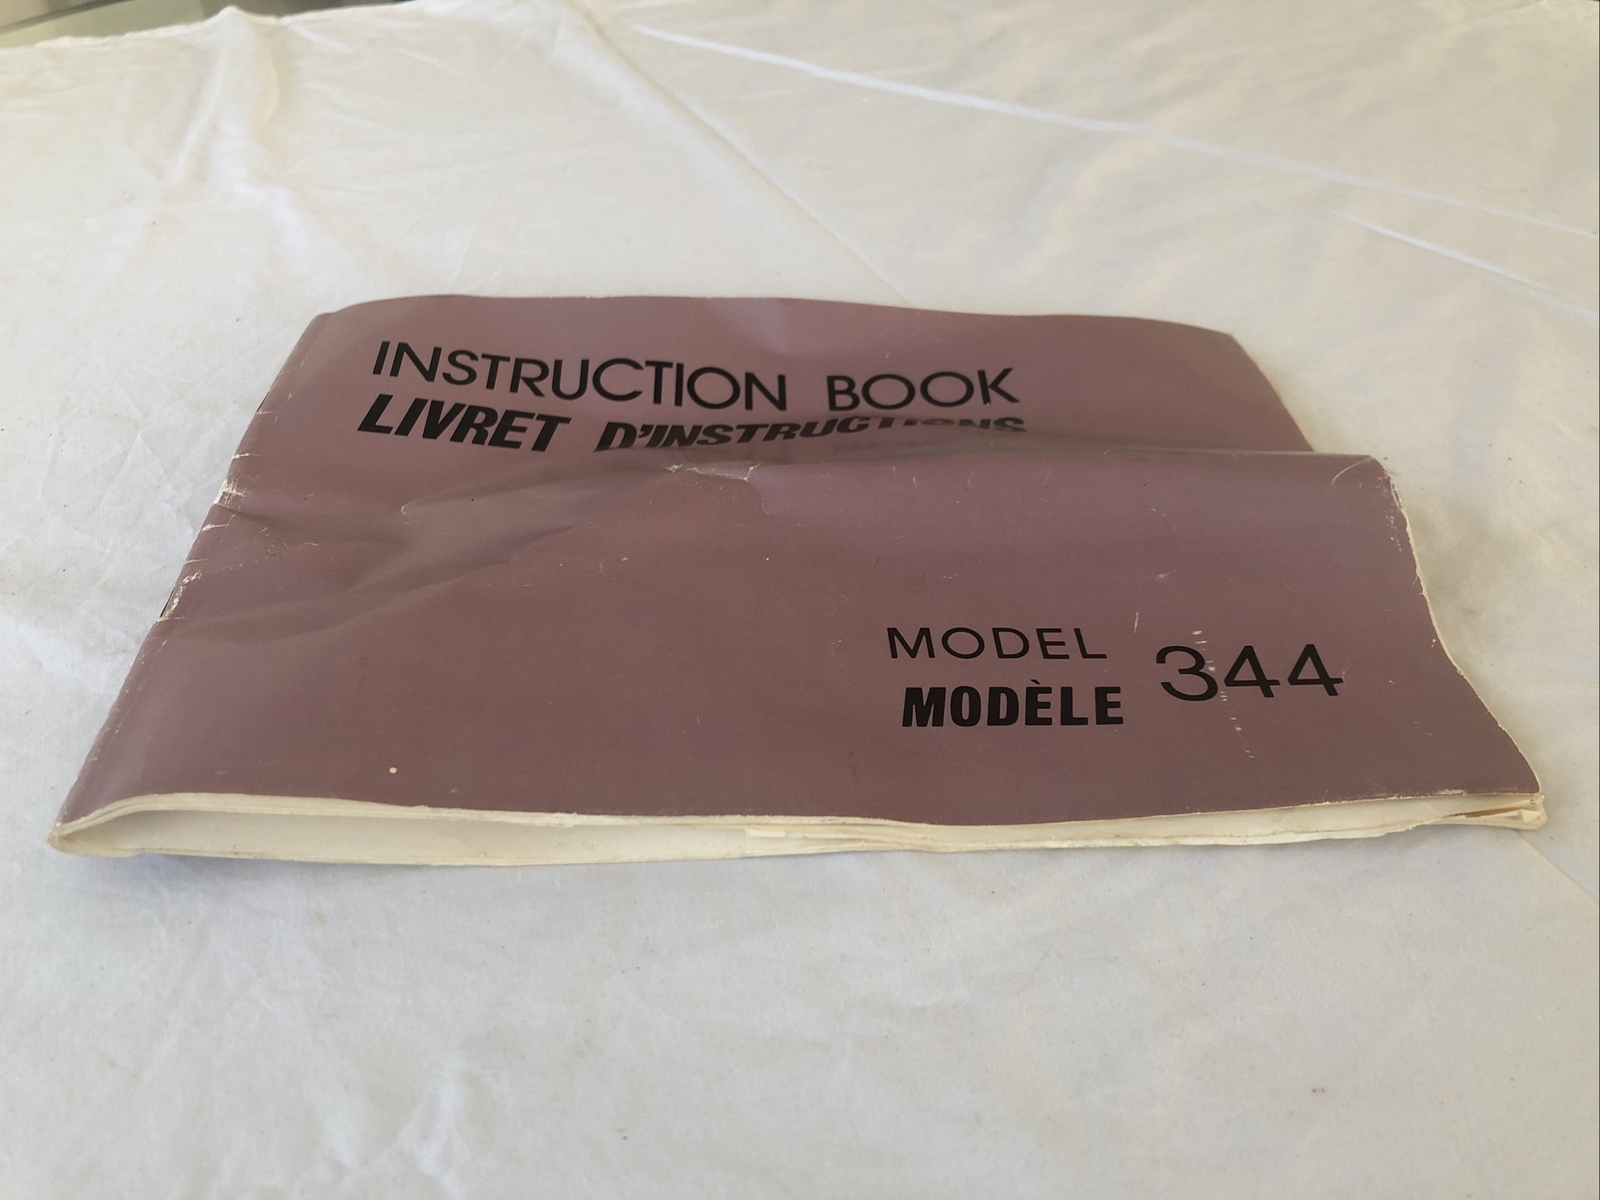 INSTRUCTION BOOK
LIVRET D'INSTRUCTIONS
MODEL
MODÈLE 344